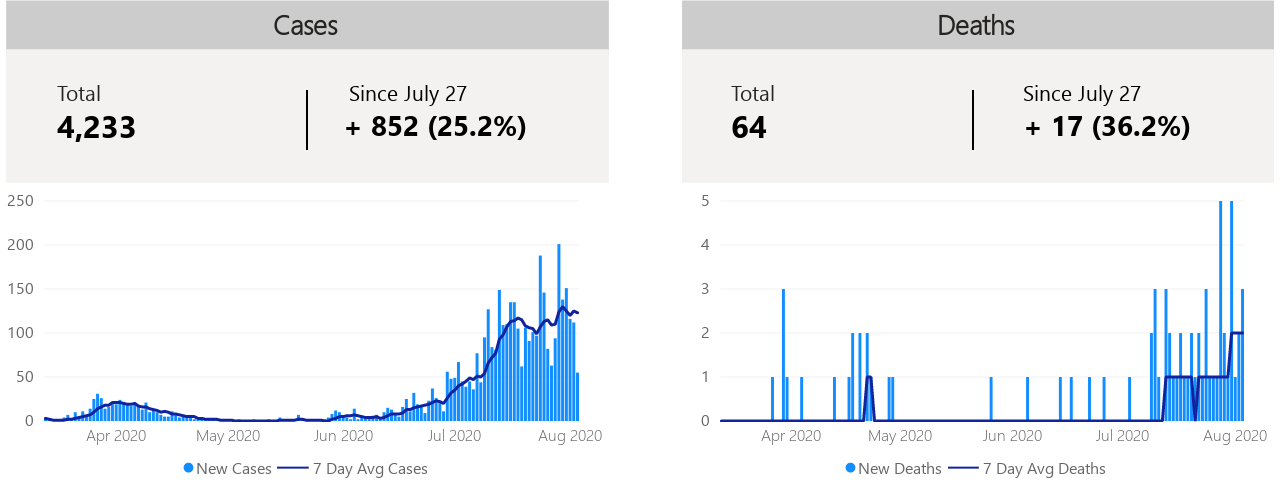 Cases
Total
Since July 27
4,233
+ 852 (25.2%)
250
200
150
100
50
0
Apr 2020
May 2020
Jun 2020
Jul 2020
Aug 2020
New Cases
7 Day Avg Cases
Deaths
Total
Since July 27
64
+ 17 (36.2%)
5
4
3
2
1
0
Apr 2020
May 2020
Jun 2020
Jul 2020
Aug 2020
New Deaths
7 Day Avg Deaths